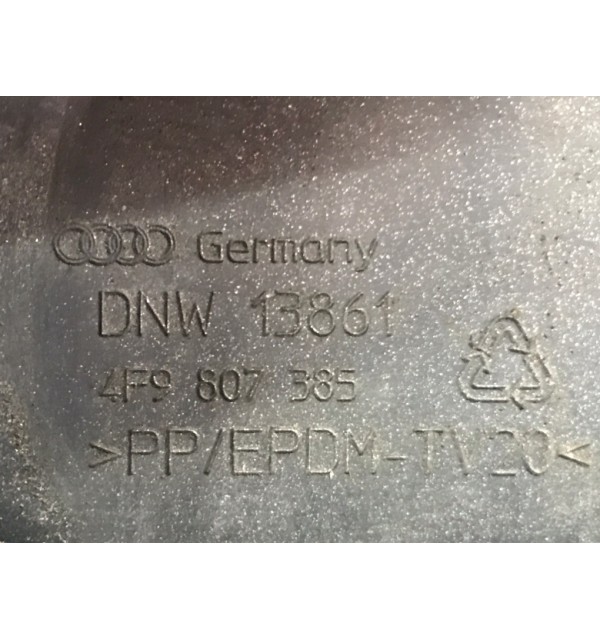 Germany
DNW 13861
4F9 807 385
>PP/EPDM-TV20<